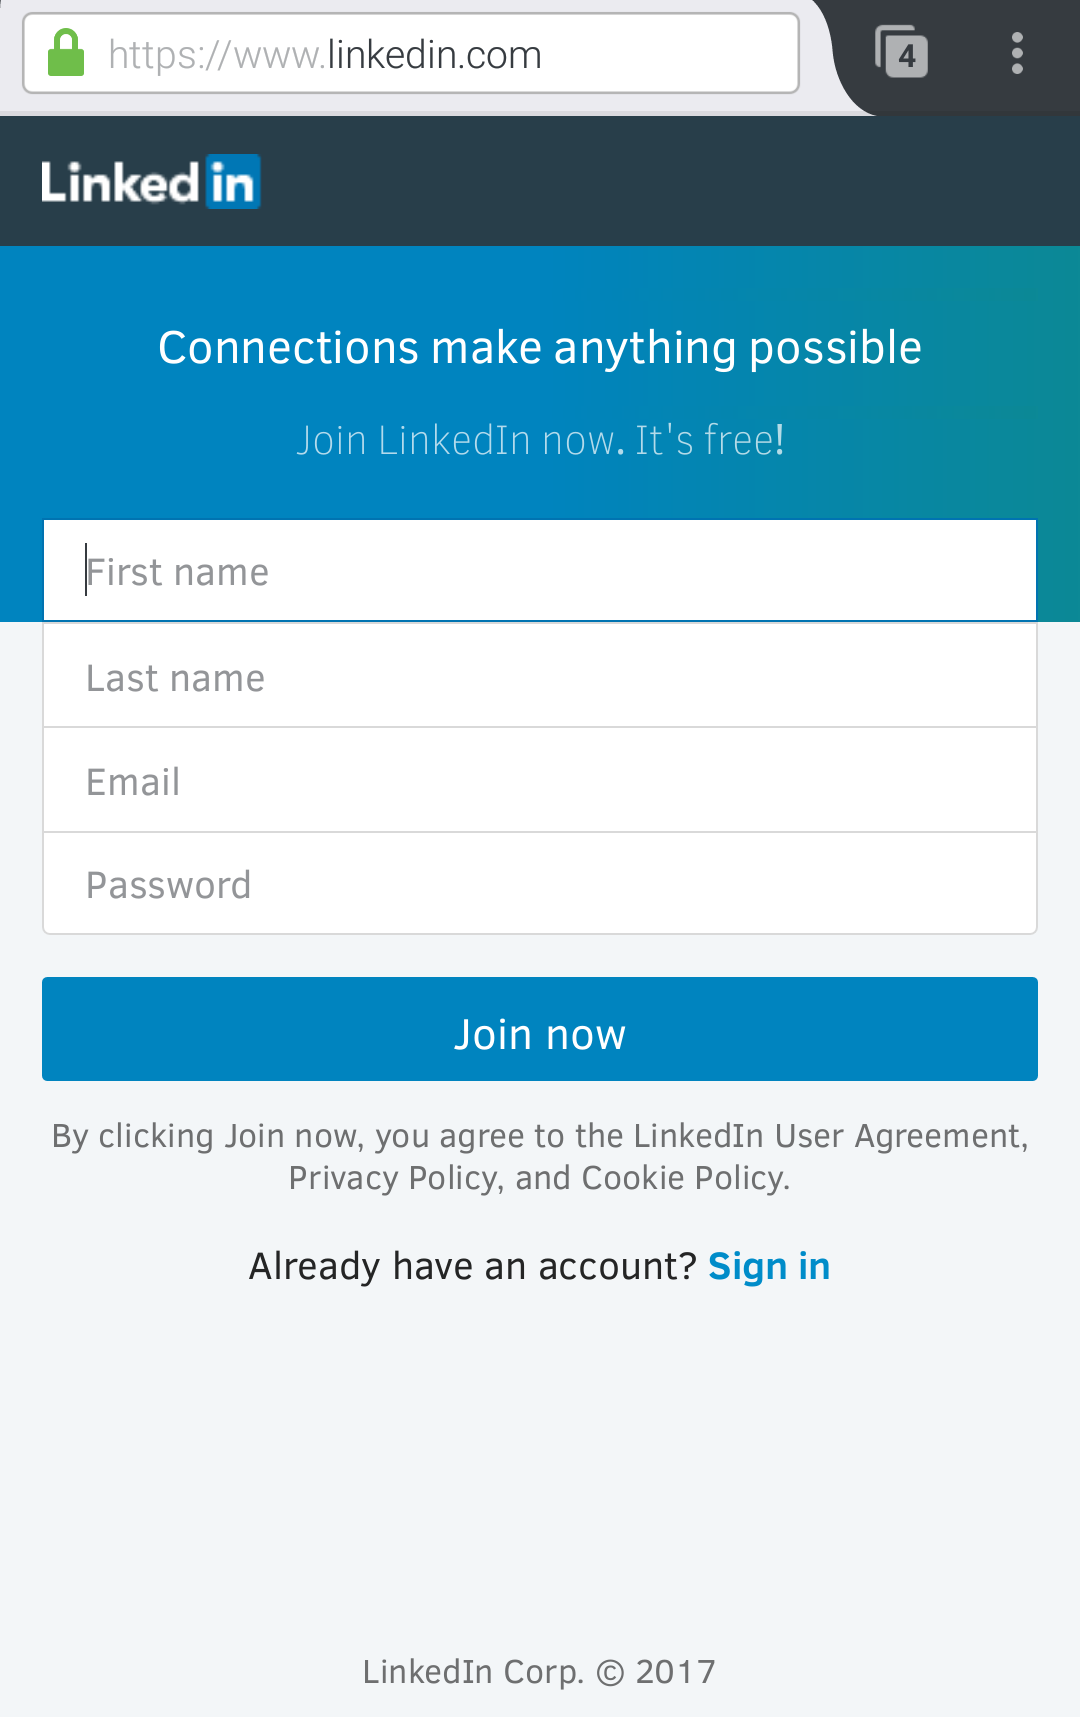 https://www.linkedin.com
4
Linked in
Connections make anything possible
Join LinkedIn now. It's free!
First name
Last name
Email
Password
Join now
By clicking Join now, you agree to the LinkedIn User Agreement,
Privacy Policy, and Cookie Policy.
Already have an account? Sign in
LinkedIn Corp. © 2017